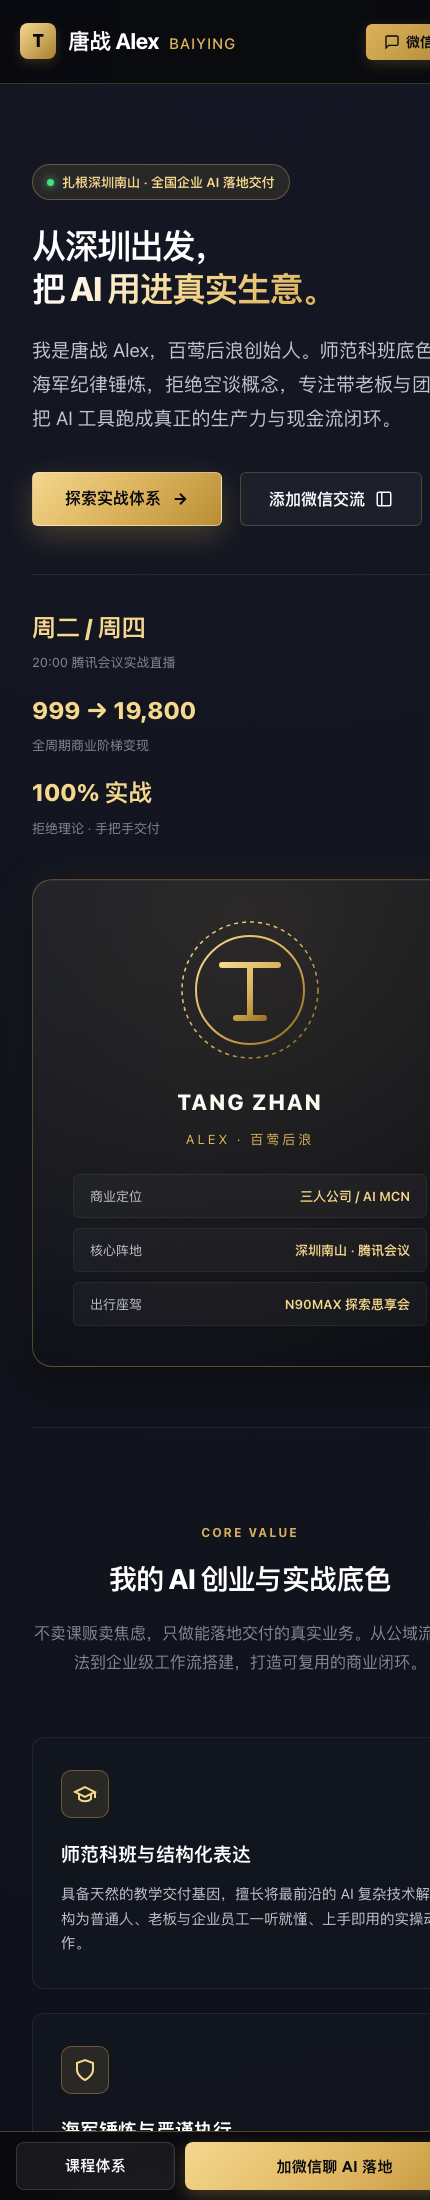 T 唐战 Alex BAIYING 微信
扎根深圳南山 · 全国企业 AI 落地交付
从深圳出发，
把 AI 用进真实生意。
我是唐战 Alex，百莺后浪创始人。师范科班底色
海军纪律锤炼，拒绝空谈概念，专注带老板与团
把 AI 工具跑成真正的生产力与现金流闭环。
探索实战体系 → 添加微信交流
周二 / 周四
20:00 腾讯会议实战直播
999 → 19,800
全周期商业阶梯变现
100% 实战
拒绝理论 · 手把手交付
TANG ZHAN
ALEX · 百莺后浪
商业定位 三人公司 / AI MCN
核心阵地 深圳南山 · 腾讯会议
出行座驾 N90MAX 探索思享会
CORE VALUE
我的 AI 创业与实战底色
不卖课贩卖焦虑，只做能落地交付的真实业务。从公域流
法到企业级工作流搭建，打造可复用的商业闭环。
师范科班与结构化表达
具备天然的教学交付基因，擅长将最前沿的 AI 复杂技术解
构为普通人、老板与企业员工一听就懂、上手即用的实操动
作。
海军锤炼与严谨执行
课程体系 加微信聊 AI 落地